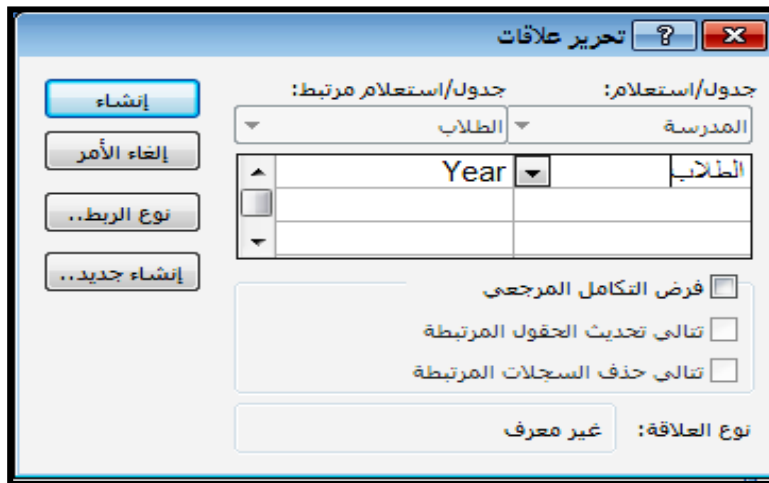 تحرير علاقات
جدول/استعلام: جدول/استعلام مرتبط:
المدرسة الطلاب
الطلاب Year
فرض التكامل المرجعي
تتالي تحديث الحقول المرتبطة
تتالي حذف السجلات المرتبطة
نوع العلاقة: غير معرف
إنشاء
إلغاء الأمر
نوع الربط..
إنشاء جديد..